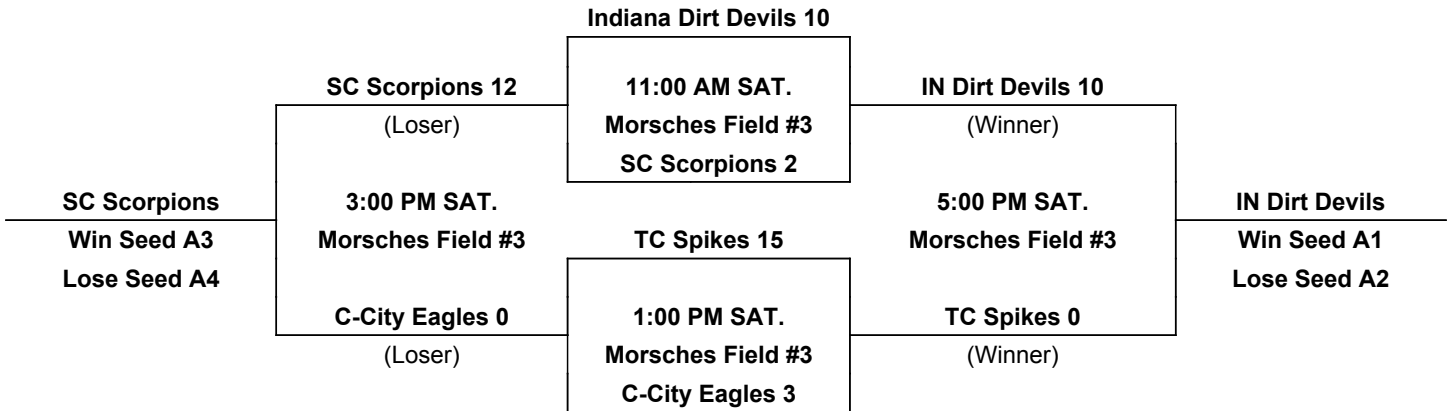 Indiana Dirt Devils 10
SC Scorpions 12
11:00 AM SAT.
IN Dirt Devils 10
(Loser)
Morsches Field #3
(Winner)
SC Scorpions 2
SC Scorpions
3:00 PM SAT.
5:00 PM SAT.
IN Dirt Devils
Win Seed A3
Morsches Field #3
TC Spikes 15
Morsches Field #3
Win Seed A1
Lose Seed A4
Lose Seed A2
C-City Eagles 0
1:00 PM SAT.
TC Spikes 0
(Loser)
Morsches Field #3
(Winner)
C-City Eagles 3